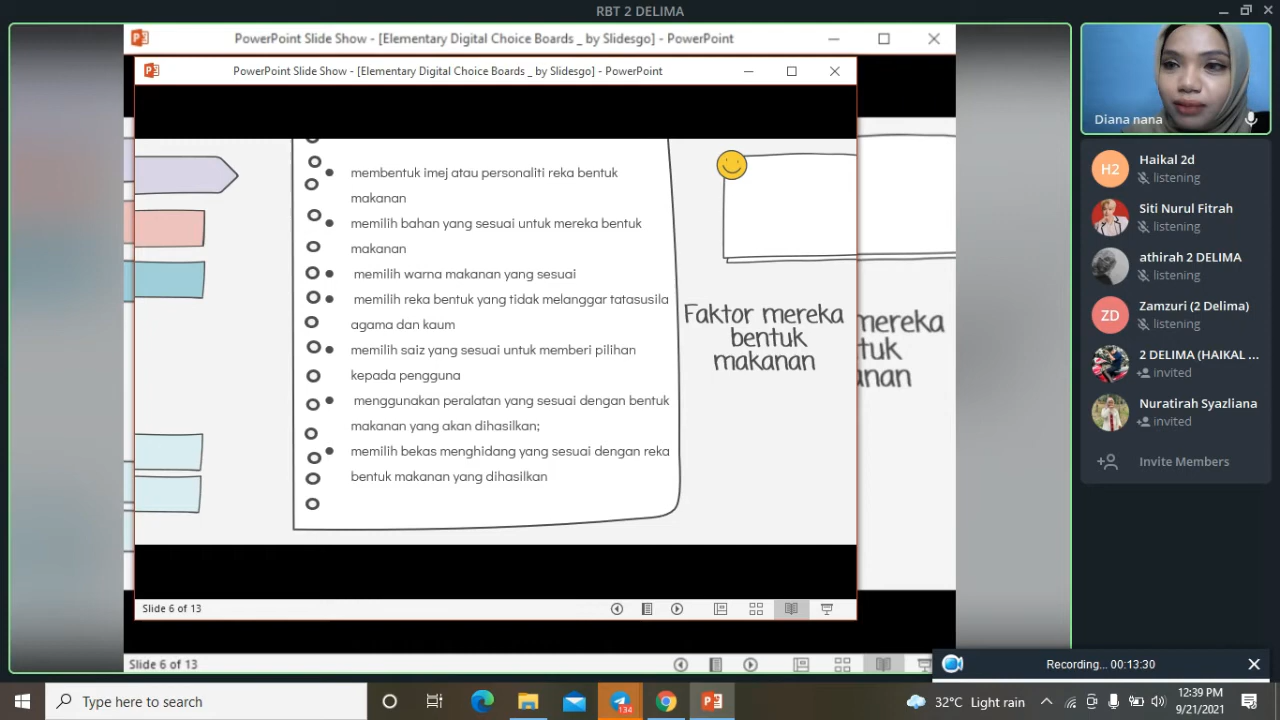 RBT 2 DELIMA
PowerPoint Slide Show - [Elementary Digital Choice Boards _ by Slidesgo] - PowerPoint
PowerPoint Slide Show - [Elementary Digital Choice Boards _ by Slidesgo] - PowerPoint
membentuk imej atau personaliti reka bentuk
makanan
memilih bahan yang sesuai untuk mereka bentuk
makanan
memilih warna makanan yang sesuai
memilih reka bentuk yang tidak melanggar tatasusila
agama dan kaum
memilih saiz yang sesuai untuk memberi pilihan
kepada pengguna
menggunakan peralatan yang sesuai dengan bentuk
makanan yang akan dihasilkan;
memilih bekas menghidang yang sesuai dengan reka
bentuk makanan yang dihasilkan
Faktor mereka
bentuk
makanan
mereka
tuk
anan
Slide 6 of 13
Slide 6 of 13
Diana nana
H2
Haikal 2d
listening
Siti Nurul Fitrah
listening
athirah 2 DELIMA
listening
ZD
Zamzuri (2 Delima)
listening
2 DELIMA (HAIKAL ...
invited
Nuratirah Syazliana
invited
Invite Members
Recording... 00:13:30
Type here to search
134
32°C Light rain
12:39 PM
9/21/2021